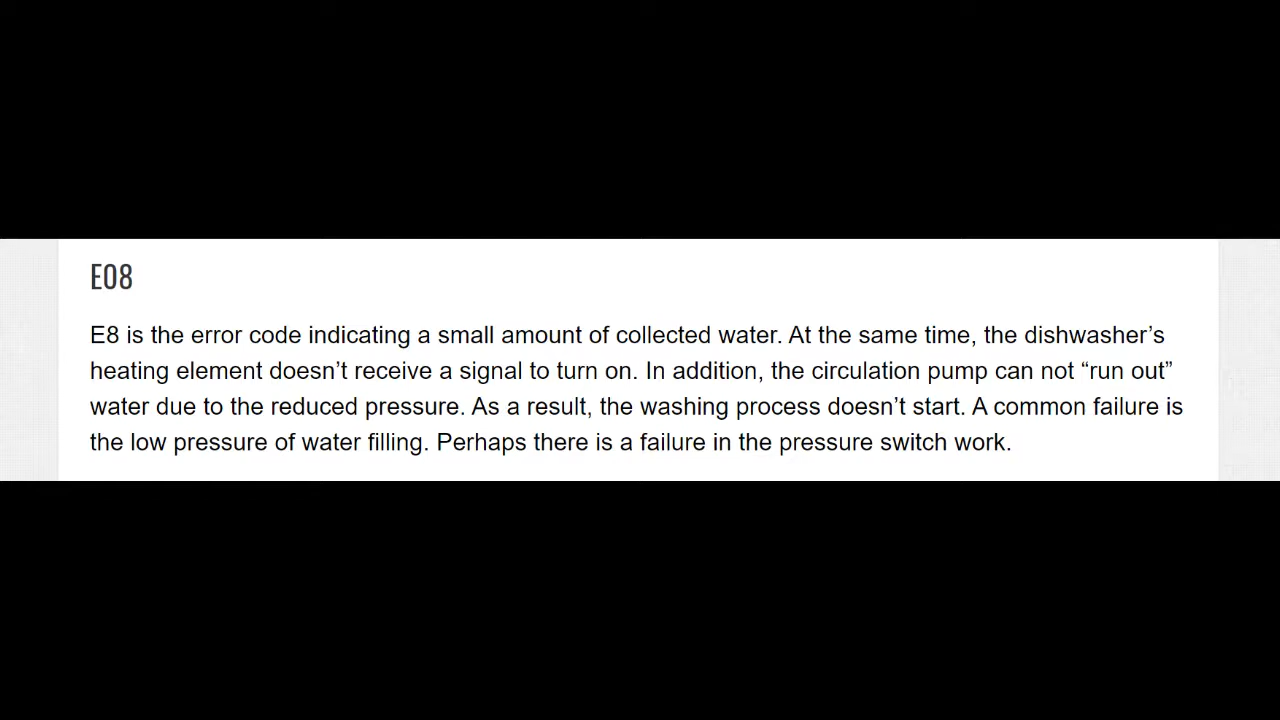 E08
E8 is the error code indicating a small amount of collected water. At the same time, the dishwasher’s
heating element doesn’t receive a signal to turn on. In addition, the circulation pump can not “run out”
water due to the reduced pressure. As a result, the washing process doesn’t start. A common failure is
the low pressure of water filling. Perhaps there is a failure in the pressure switch work.